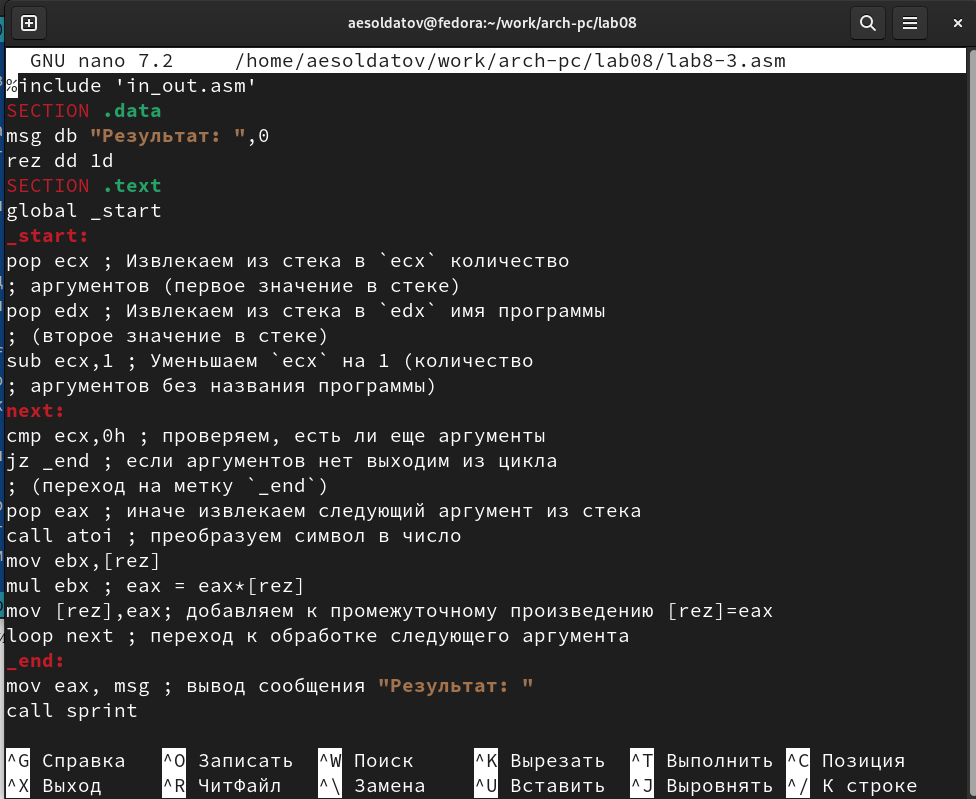 aesoldatov@fedora:~/work/arch-pc/lab08
GNU nano 7.2 /home/aesoldatov/work/arch-pc/lab08/lab8-3.asm
%include 'in_out.asm'
SECTION .data
msg db "Результат: ",0
rez dd 1d
SECTION .text
global _start
_start:
pop ecx ; Извлекаем из стека в `ecx` количество
; аргументов (первое значение в стеке)
pop edx ; Извлекаем из стека в `edx` имя программы
; (второе значение в стеке)
sub ecx,1 ; Уменьшаем `ecx` на 1 (количество
; аргументов без названия программы)
next:
cmp ecx,0h ; проверяем, есть ли еще аргументы
jz _end ; если аргументов нет выходим из цикла
; (переход на метку `_end`)
pop eax ; иначе извлекаем следующий аргумент из стека
call atoi ; преобразуем символ в число
mov ebx,[rez]
mul ebx ; eax = eax*[rez]
mov [rez],eax; добавляем к промежуточному произведению [rez]=eax
loop next ; переход к обработке следующего аргумента
_end:
mov eax, msg ; вывод сообщения "Результат: "
call sprint
^G Справка ^O Записать ^W Поиск ^K Вырезать ^T Выполнить ^C Позиция
^X Выход ^R ЧитФайл ^\ Замена ^U Вставить ^J Выровнять ^/ К строке